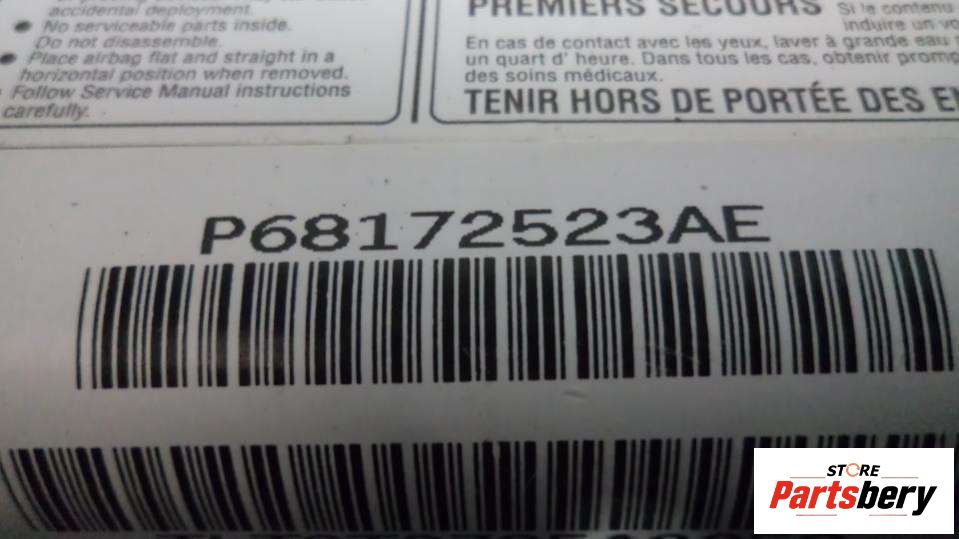 accidental deployment.
● No serviceable parts inside.
Do not disassemble.
● Place airbag flat and straight in a
horizontal position when removed.
● Follow Service Manual instructions
carefully.
PREMIERS SECOURS Si le contenu
induire un vo
En cas de contact avec les yeux, laver à grande eau
un quart d' heure. Dans tous les cas, obtenir promp
des soins médicaux.
TENIR HORS DE PORTÉE DES EN
P68172523AE
STORE
Partsbery